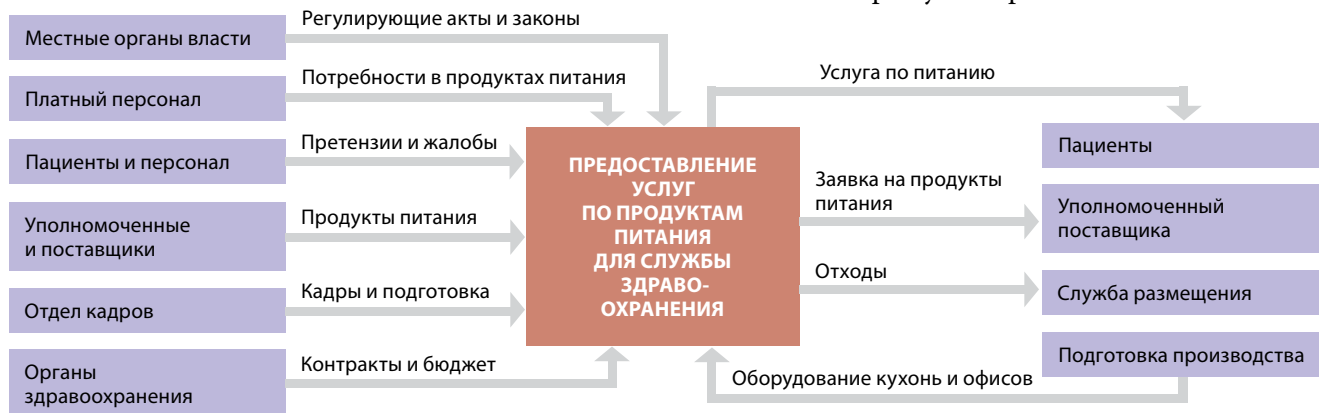 Местные органы власти
Регулирующие акты и законы
Платный персонал
Потребности в продуктах питания
Пациенты и персонал
Претензии и жалобы
Уполномоченные
и поставщики
Продукты питания
Отдел кадров
Кадры и подготовка
Органы
здравоохранения
Контракты и бюджет
ПРЕДОСТАВЛЕНИЕ
УСЛУГ
ПО ПРОДУКТАМ
ПИТАНИЯ
ДЛЯ СЛУЖБЫ
ЗДРАВО-
ОХРАНЕНИЯ
Услуга по питанию
Пациенты
Заявка на продукты
питания
Уполномоченный
поставщика
Отходы
Служба размещения
Подготовка производства
Оборудование кухонь и офисов